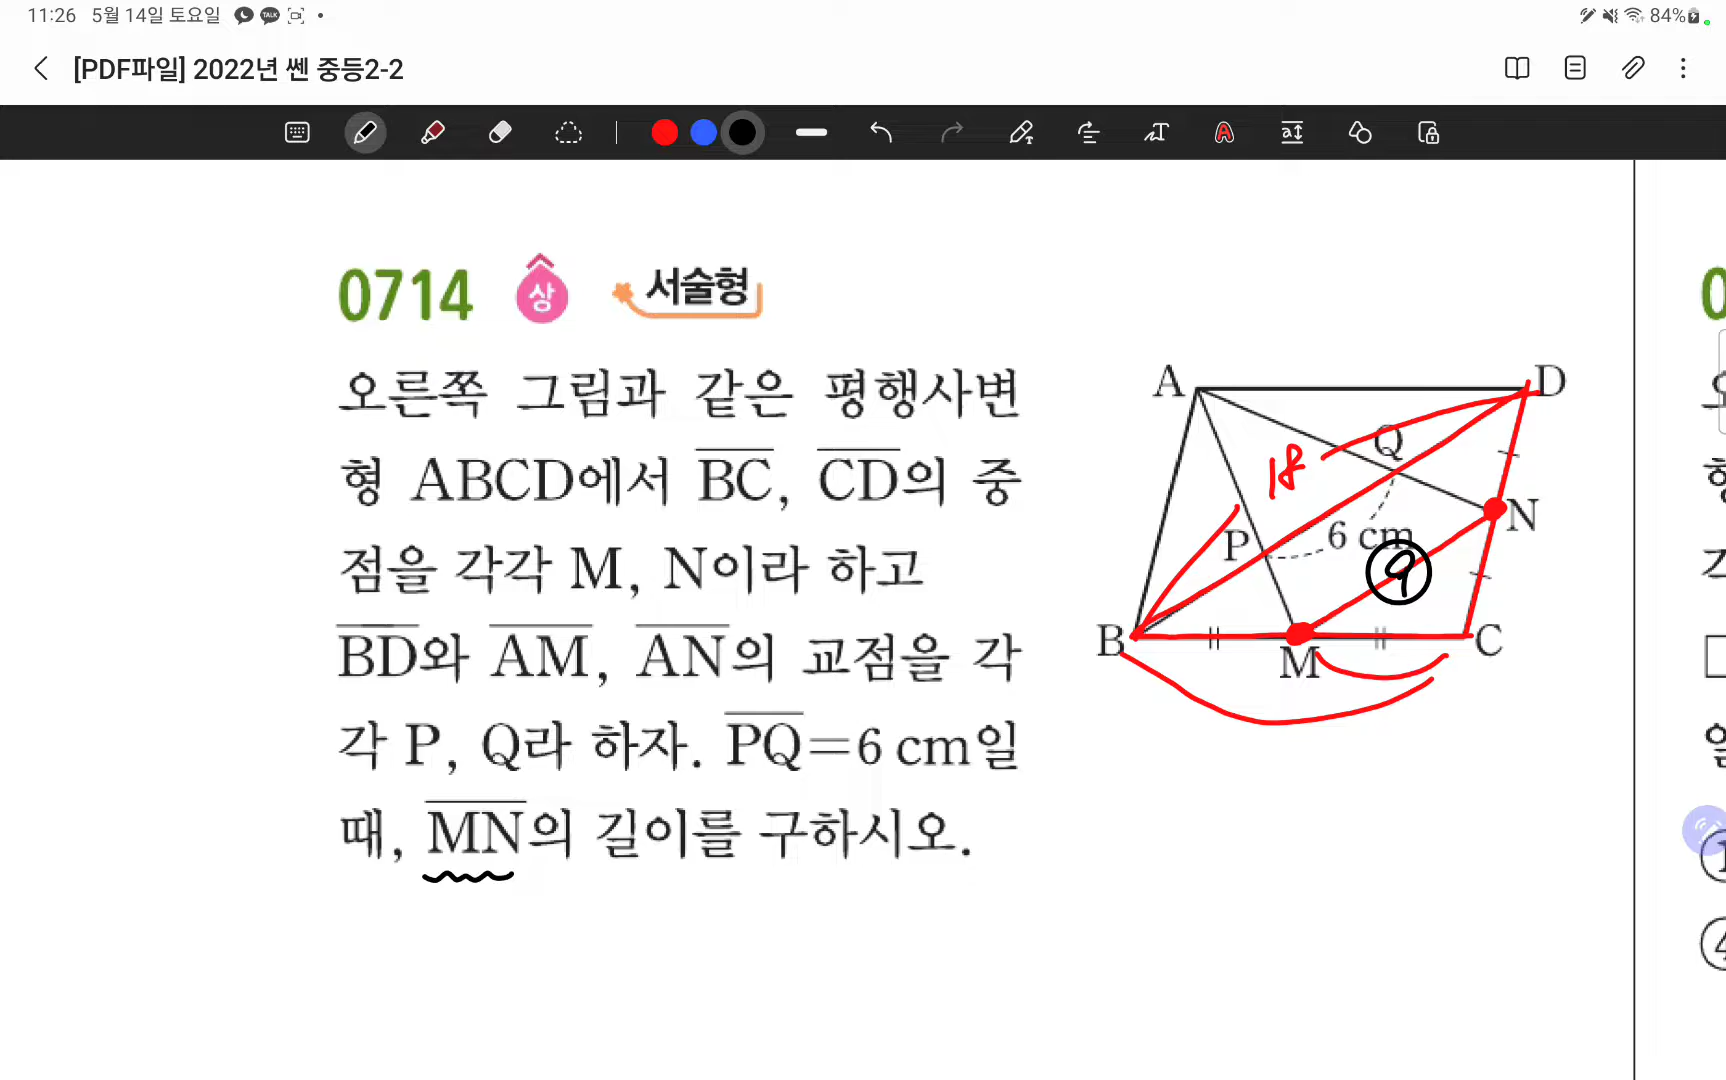 11:26 5월 14일 토요일 TALK 84%
[PDF파일] 2022년 쎈 중등2-2
0714 상 서술형
오른쪽 그림과 같은 평행사변
형 ABCD에서 BC, CD의 중
점을 각각 M, N이라 하고
BD와 AM, AN의 교점을 각
각 P, Q라 하자. PQ=6 cm일
때, MN의 길이를 구하시오.
A D
Q
18
N
P 6 cm
9
B M C